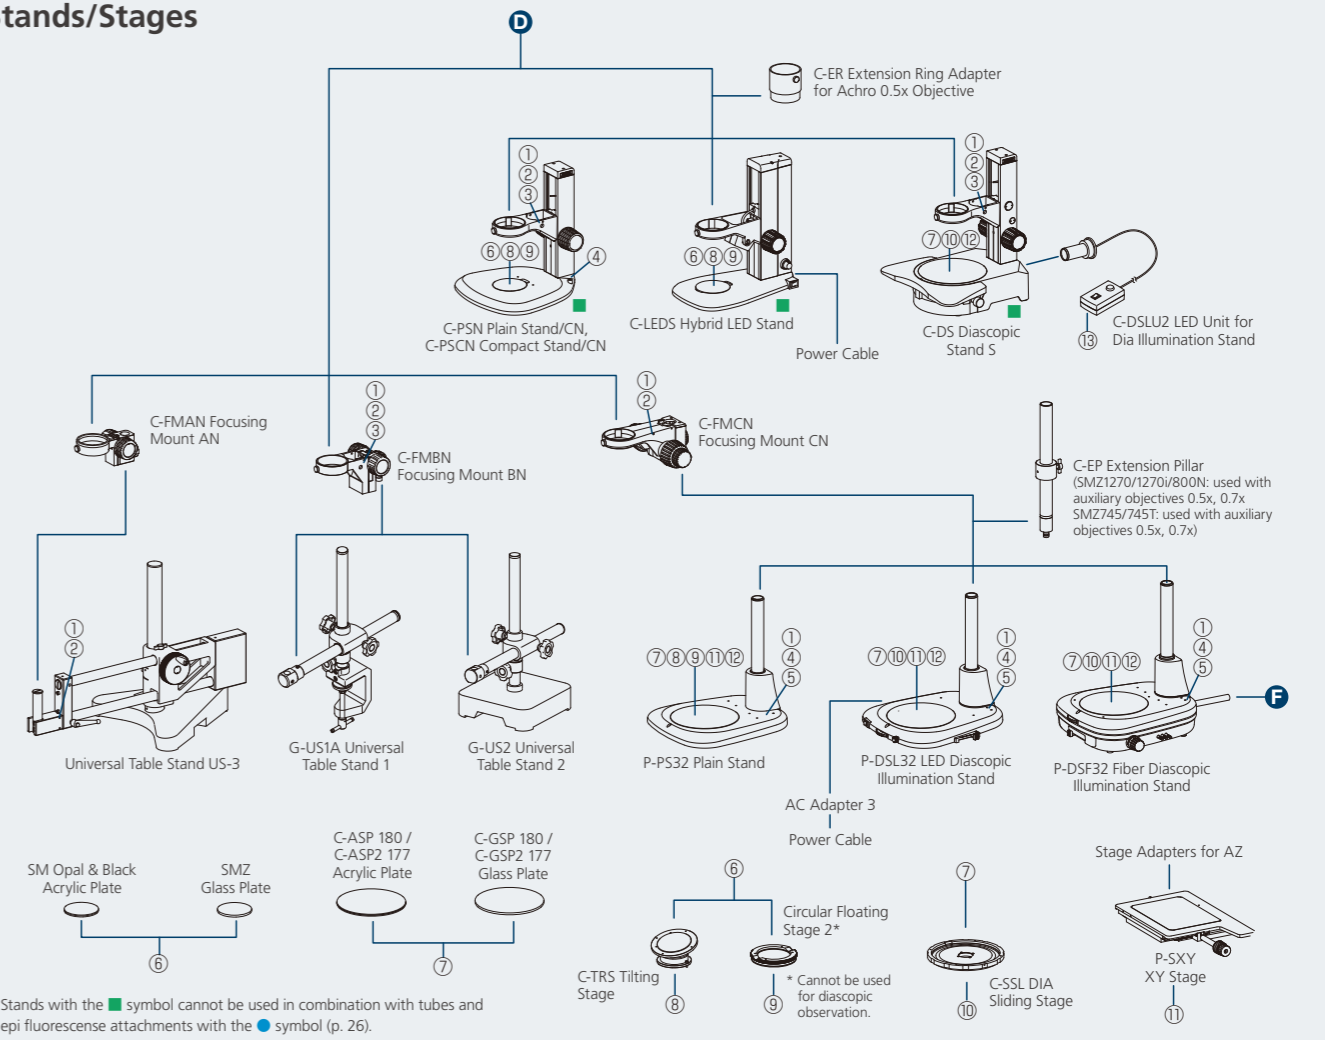 Stands/Stages
D
C-ER Extension Ring Adapter
for Achro 0.5x Objective
①
②
③
⑥⑧⑨
④
C-PSN Plain Stand/CN,
C-PSCN Compact Stand/CN
⑥⑧⑨
C-LEDS Hybrid LED Stand
Power Cable
①
②
③
⑦⑩⑫
C-DS Diascopic
Stand S
⑬
C-DSLU2 LED Unit for
Dia Illumination Stand
C-FMAN Focusing
Mount AN
①
②
③
C-FMBN
Focusing Mount BN
①
②
C-FMCN
Focusing Mount CN
C-EP Extension Pillar
(SMZ1270/1270i/800N: used with
auxiliary objectives 0.5x, 0.7x
SMZ745/745T: used with auxiliary
objectives 0.5x, 0.7x)
①
②
Universal Table Stand US-3
G-US1A Universal
Table Stand 1
G-US2 Universal
Table Stand 2
⑦⑧⑨⑪⑫
①
④
⑤
P-PS32 Plain Stand
⑦⑩⑪⑫
①
④
⑤
P-DSL32 LED Diascopic
Illumination Stand
AC Adapter 3
Power Cable
⑦⑩⑪⑫
①
④
⑤
F
P-DSF32 Fiber Diascopic
Illumination Stand
SM Opal & Black
Acrylic Plate
SMZ
Glass Plate
⑥
C-ASP 180 /
C-ASP2 177
Acrylic Plate
C-GSP 180 /
C-GSP2 177
Glass Plate
⑦
⑥
C-TRS Tilting
Stage
⑧
Circular Floating
Stage 2*
⑨
* Cannot be used
for diascopic
observation.
⑦
C-SSL DIA
Sliding Stage
⑩
Stage Adapters for AZ
P-SXY
XY Stage
⑪
Stands with the ■ symbol cannot be used in combination with tubes and
epi fluorescense attachments with the ● symbol (p. 26).